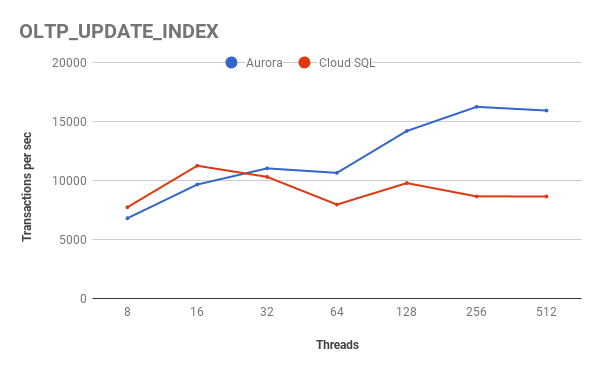 OLTP_UPDATE_INDEX
Aurora Cloud SQL
20000
15000
10000
5000
0
Transactions per sec
8 16 32 64 128 256 512
Threads